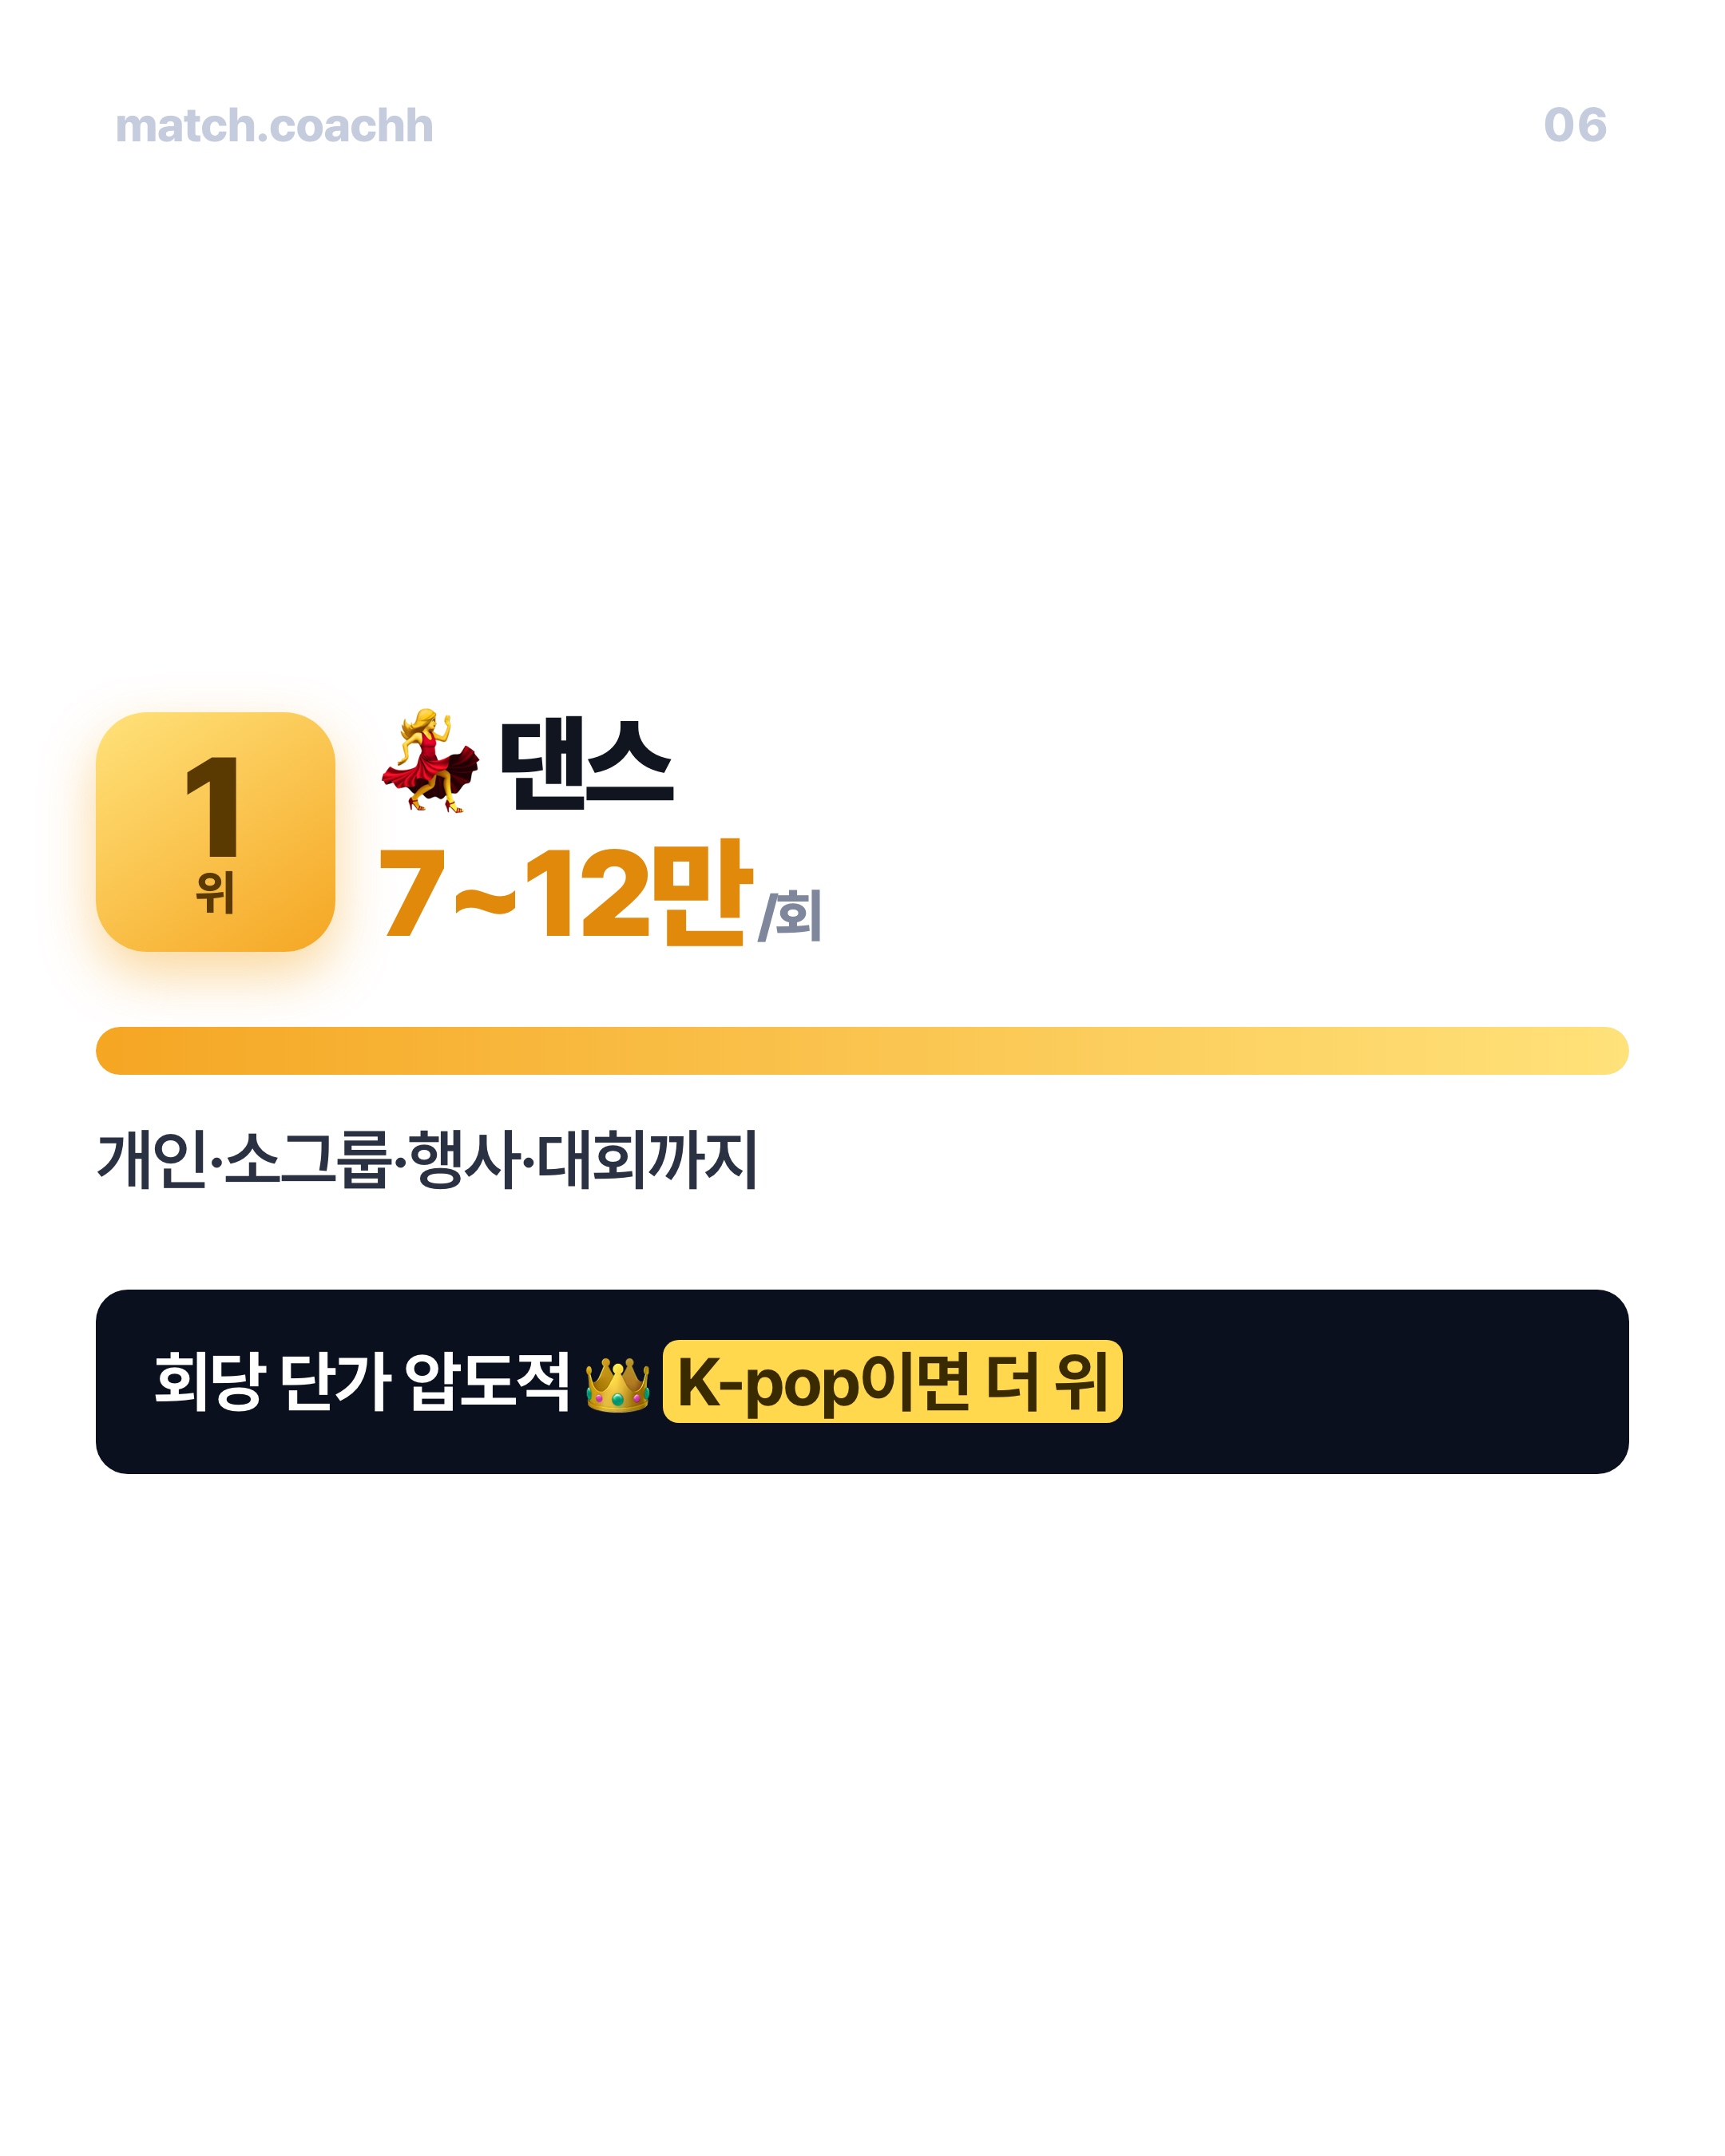 match.coachh
06
1
위
💃 댄스
7~12만/회
개인·소그룹·행사·대회까지
회당 단가 압도적 👑 K-pop이면 더 위